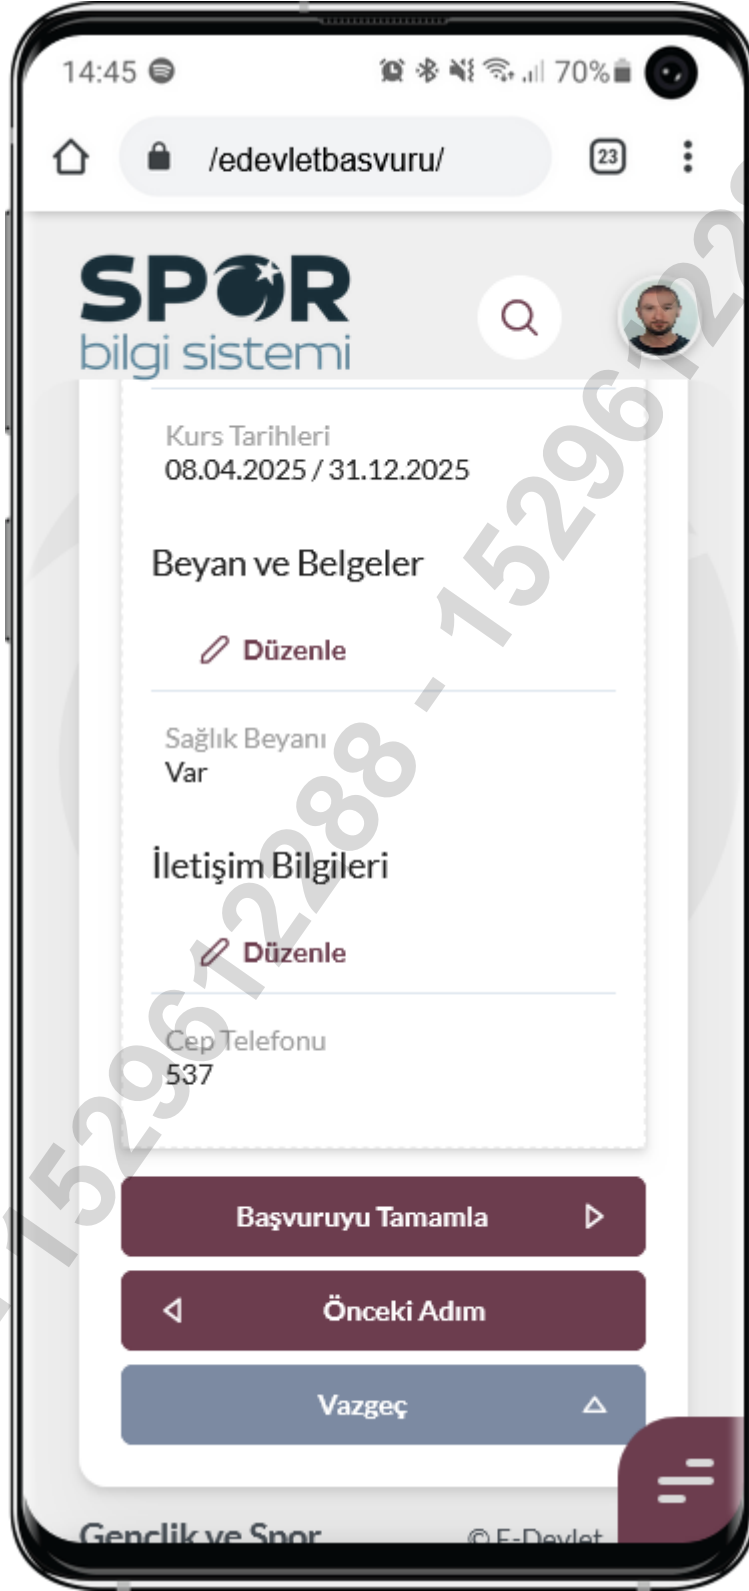 14:45
70%
/edevletbasvuru/
23
SPOR
bilgi sistemi
Kurs Tarihleri
08.04.2025 / 31.12.2025
Beyan ve Belgeler
Düzenle
Sağlık Beyanı
Var
İletişim Bilgileri
Düzenle
Cep Telefonu
537
Başvuruyu Tamamla
Önceki Adım
Vazgeç
Gençlik ve Spor
© E-Devlet
15296112288 - 15296112288